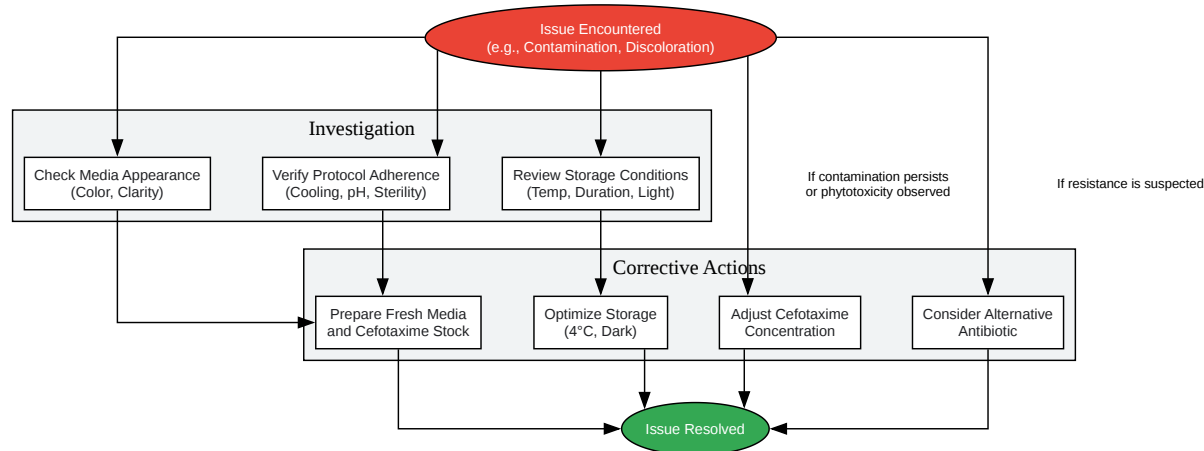 Issue Encountered
(e.g., Contamination, Discoloration)
Investigation
Check Media Appearance
(Color, Clarity)
Verify Protocol Adherence
(Cooling, pH, Sterility)
Review Storage Conditions
(Temp, Duration, Light)
If contamination persists
or phytotoxicity observed
If resistance is suspected
Corrective Actions
Prepare Fresh Media
and Cefotaxime Stock
Optimize Storage
(4°C, Dark)
Adjust Cefotaxime
Concentration
Consider Alternative
Antibiotic
Issue Resolved